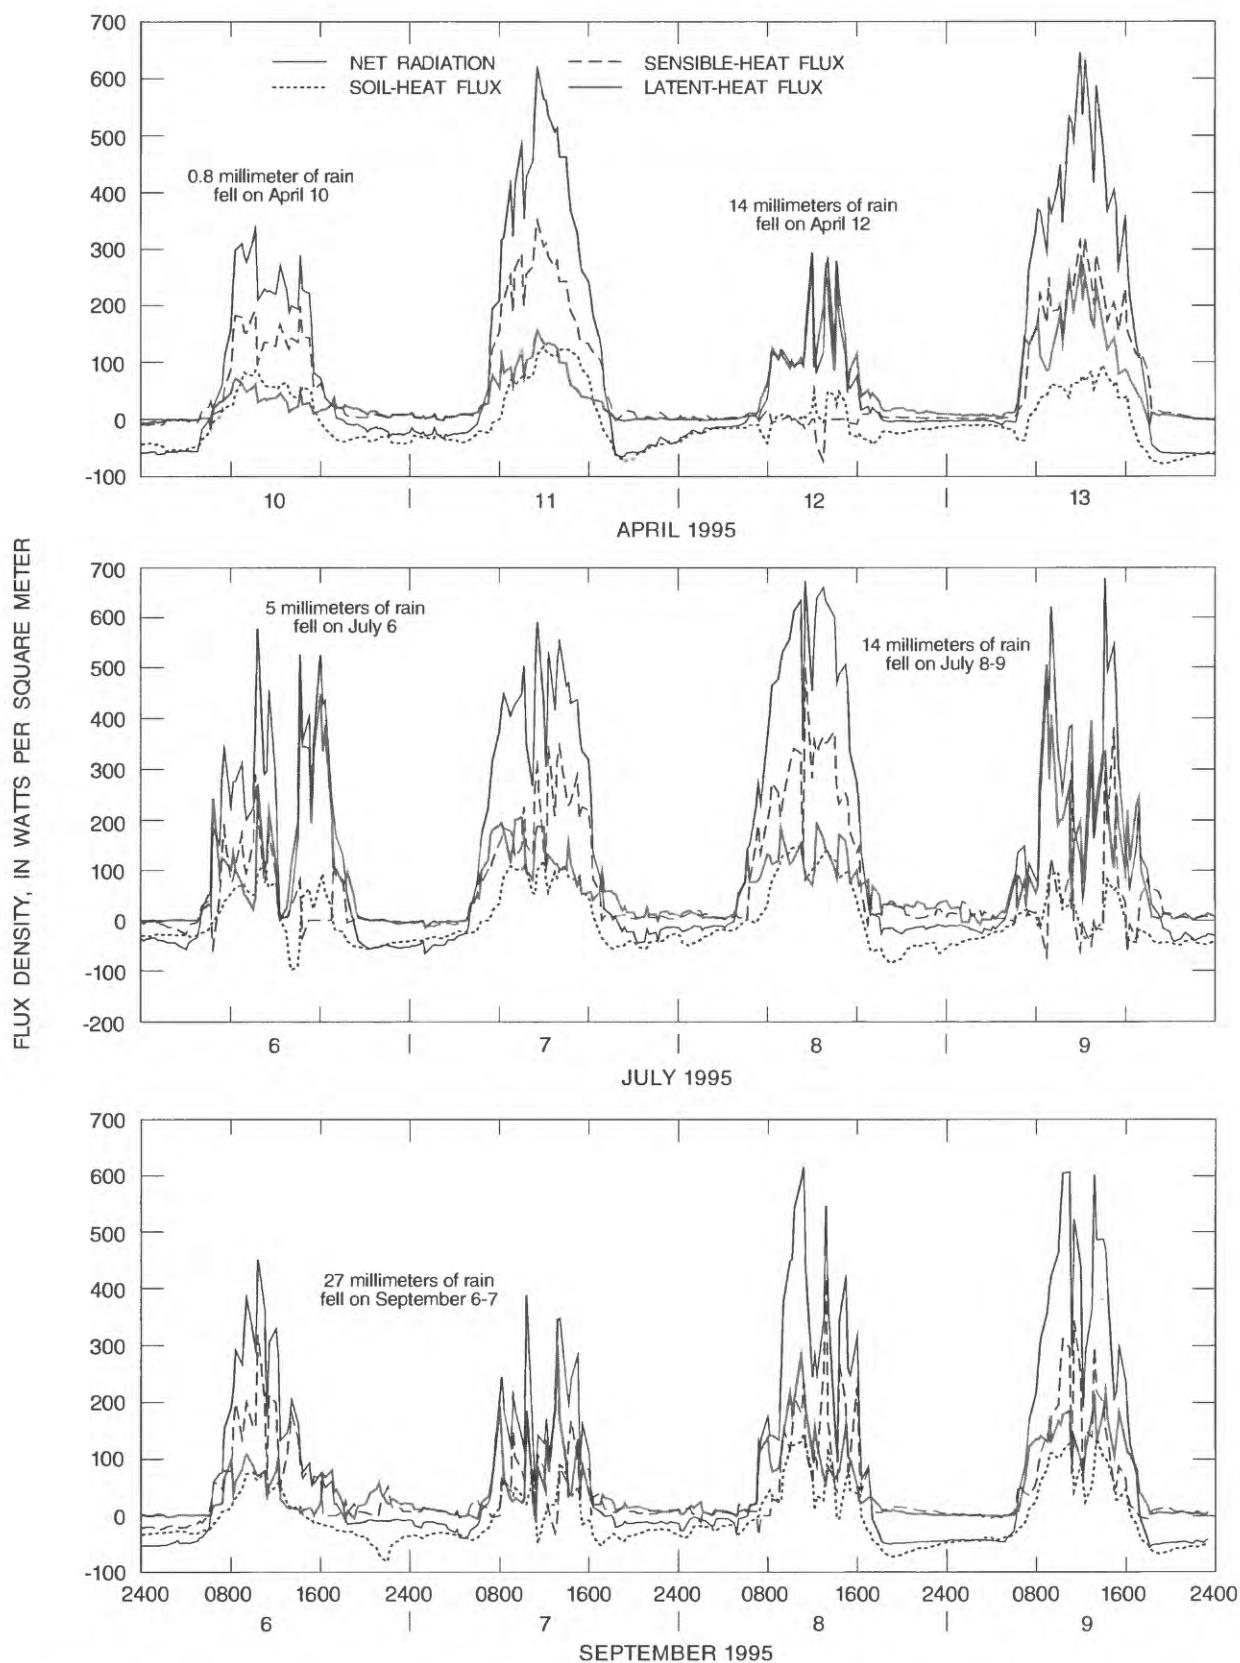 FLUX DENSITY, IN WATTS PER SQUARE METER
700
600
500
400
300
200
100
0
-100
NET RADIATION
SENSIBLE-HEAT FLUX
SOIL-HEAT FLUX
LATENT-HEAT FLUX
0.8 millimeter of rain
fell on April 10
14 millimeters of rain
fell on April 12
10 11 12 13
APRIL 1995
700
600
500
400
300
200
100
0
-100
-200
5 millimeters of rain
fell on July 6
14 millimeters of rain
fell on July 8-9
6 7 8 9
JULY 1995
700
600
500
400
300
200
100
0
-100
27 millimeters of rain
fell on September 6-7
2400 0800 1600 2400 0800 1600 2400 0800 1600 2400 0800 1600 2400
6 7 8 9
SEPTEMBER 1995